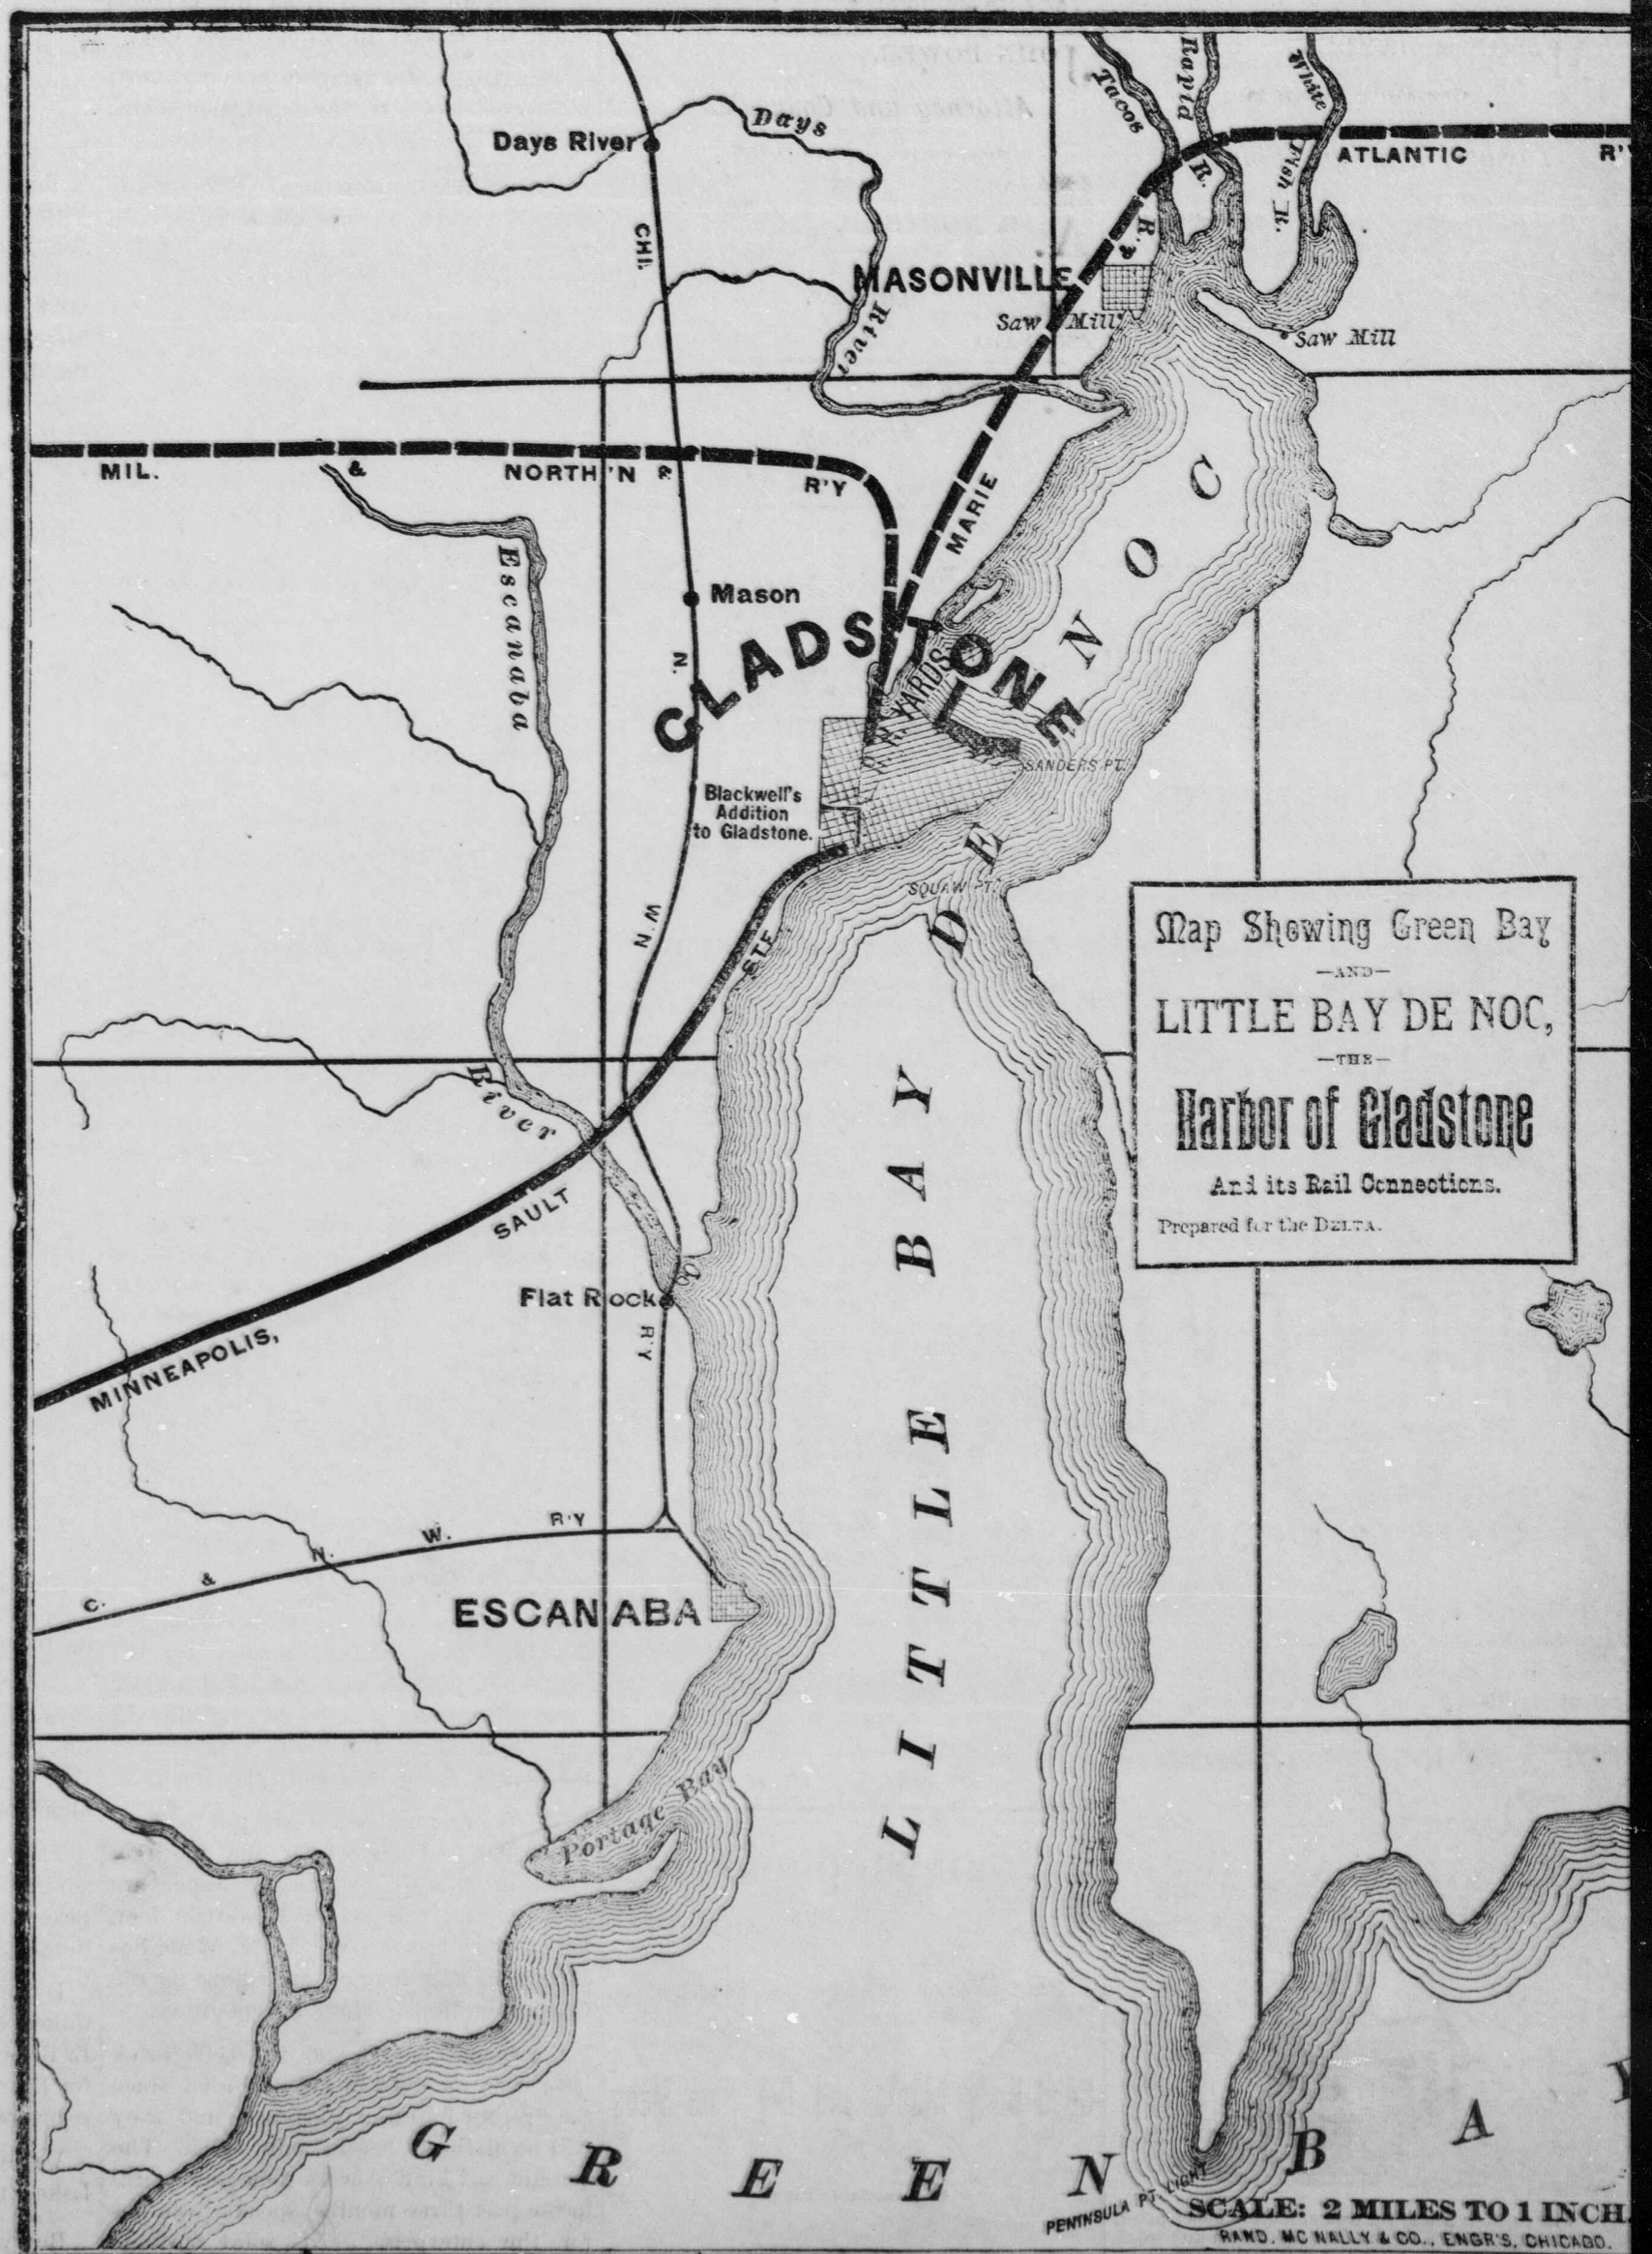 Days River
Days
River
Tacos
R.
Rapid
R.
White
Fish R.
ATLANTIC
R'Y
CHI.
&
N.
W.N
R'Y
MASONVILLE
Saw Mill
Saw Mill
MIL. & NORTH'N R'Y
MARIE
Escanaba
River
Mason
GLADSTONE
R.R. YARDS
SANDERS PT.
Blackwell's
Addition
to Gladstone.
SQUAW PT.
STE
SAULT
MINNEAPOLIS,
Map Showing Green Bay
—AND—
LITTLE BAY DE NOC,
—THE—
Harbor of Gladstone
And its Rail Connections.
Prepared for the DELTA.
LITTLE BAY DE NOC
Flat Rock
C. & N. W. R'Y
ESCANABA
Portage Bay
GREEN BAY
PENINSULA PT. LIGHT
SCALE: 2 MILES TO 1 INCH.
RAND, MC NALLY & CO., ENGR'S, CHICAGO.